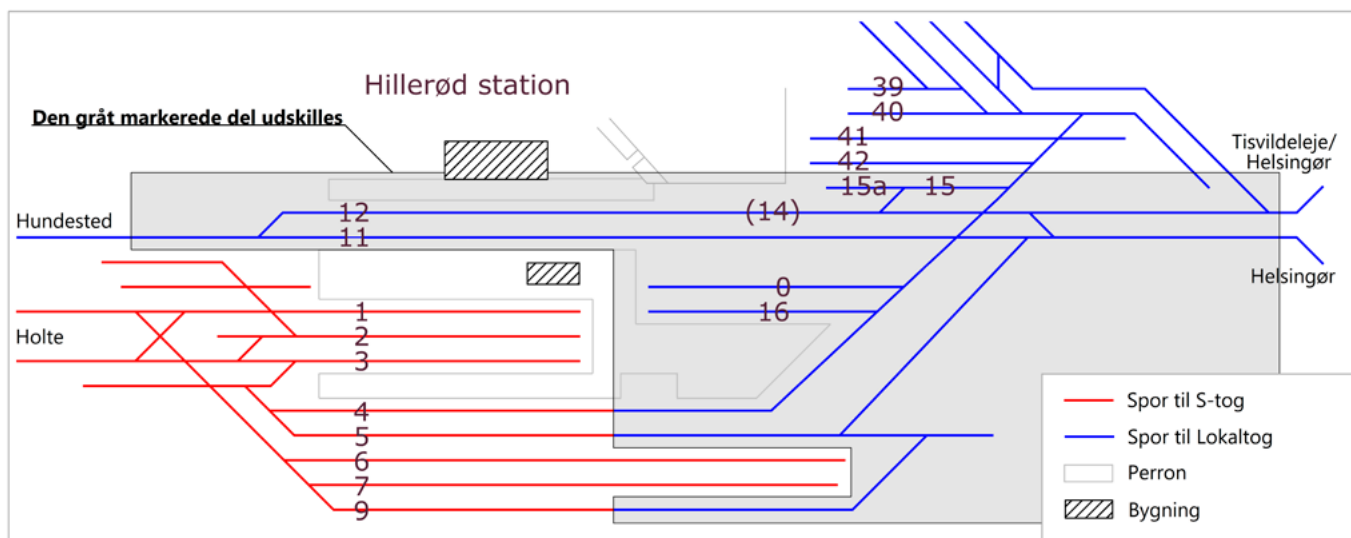 Hillerød station
Den gråt markerede del udskilles
39
40
41
42
15a
15
Tisvildeleje/
Helsingør
Hundested
12
(14)
11
Helsingør
0
16
1
Holte
2
3
4
5
6
7
9
Spor til S-tog
Spor til Lokaltog
Perron
Bygning